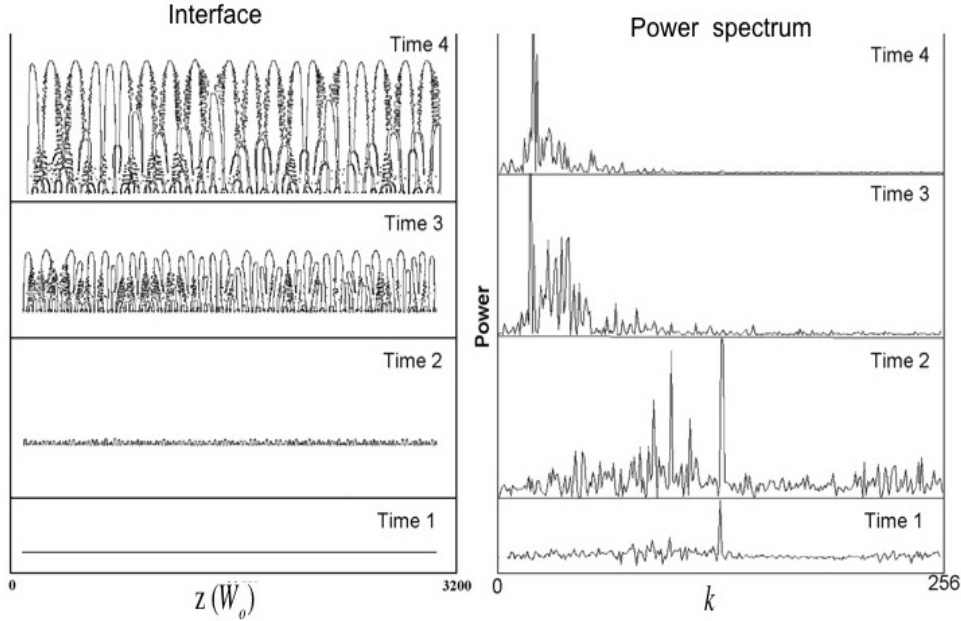 Interface
Time 4
Time 3
Time 2
Time 1
0
3200
z (Wₒ)
Power spectrum
Time 4
Time 3
Time 2
Time 1
Power
0
256
k